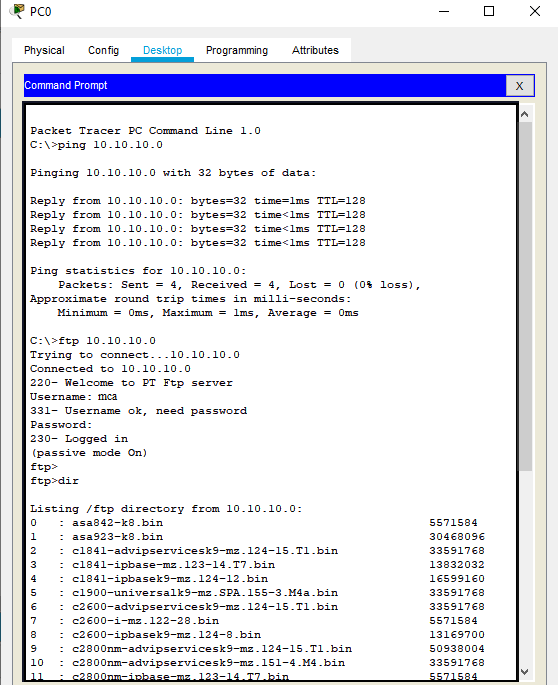 PC0
Physical Config Desktop Programming Attributes
Command Prompt X
Packet Tracer PC Command Line 1.0
C:\>ping 10.10.10.0
Pinging 10.10.10.0 with 32 bytes of data:
Reply from 10.10.10.0: bytes=32 time=1ms TTL=128
Reply from 10.10.10.0: bytes=32 time<1ms TTL=128
Reply from 10.10.10.0: bytes=32 time<1ms TTL=128
Reply from 10.10.10.0: bytes=32 time<1ms TTL=128
Ping statistics for 10.10.10.0:
Packets: Sent = 4, Received = 4, Lost = 0 (0% loss),
Approximate round trip times in milli-seconds:
Minimum = 0ms, Maximum = 1ms, Average = 0ms
C:\>ftp 10.10.10.0
Trying to connect...10.10.10.0
Connected to 10.10.10.0
220- Welcome to PT Ftp server
Username: mca
331- Username ok, need password
Password:
230- Logged in
(passive mode On)
ftp>
ftp>dir
Listing /ftp directory from 10.10.10.0:
0 : asa842-k8.bin 5571584
1 : asa923-k8.bin 30468096
2 : c1841-advipservicesk9-mz.124-15.T1.bin 33591768
3 : c1841-ipbase-mz.123-14.T7.bin 13832032
4 : c1841-ipbasek9-mz.124-12.bin 16599160
5 : c1900-universalk9-mz.SPA.155-3.M4a.bin 33591768
6 : c2600-advipservicesk9-mz.124-15.T1.bin 33591768
7 : c2600-i-mz.122-28.bin 5571584
8 : c2600-ipbasek9-mz.124-8.bin 13169700
9 : c2800nm-advipservicesk9-mz.124-15.T1.bin 50938004
10 : c2800nm-advipservicesk9-mz.151-4.M4.bin 33591768
11 : c2800nm-ipbase-mz.123-14.T7.bin 5571584